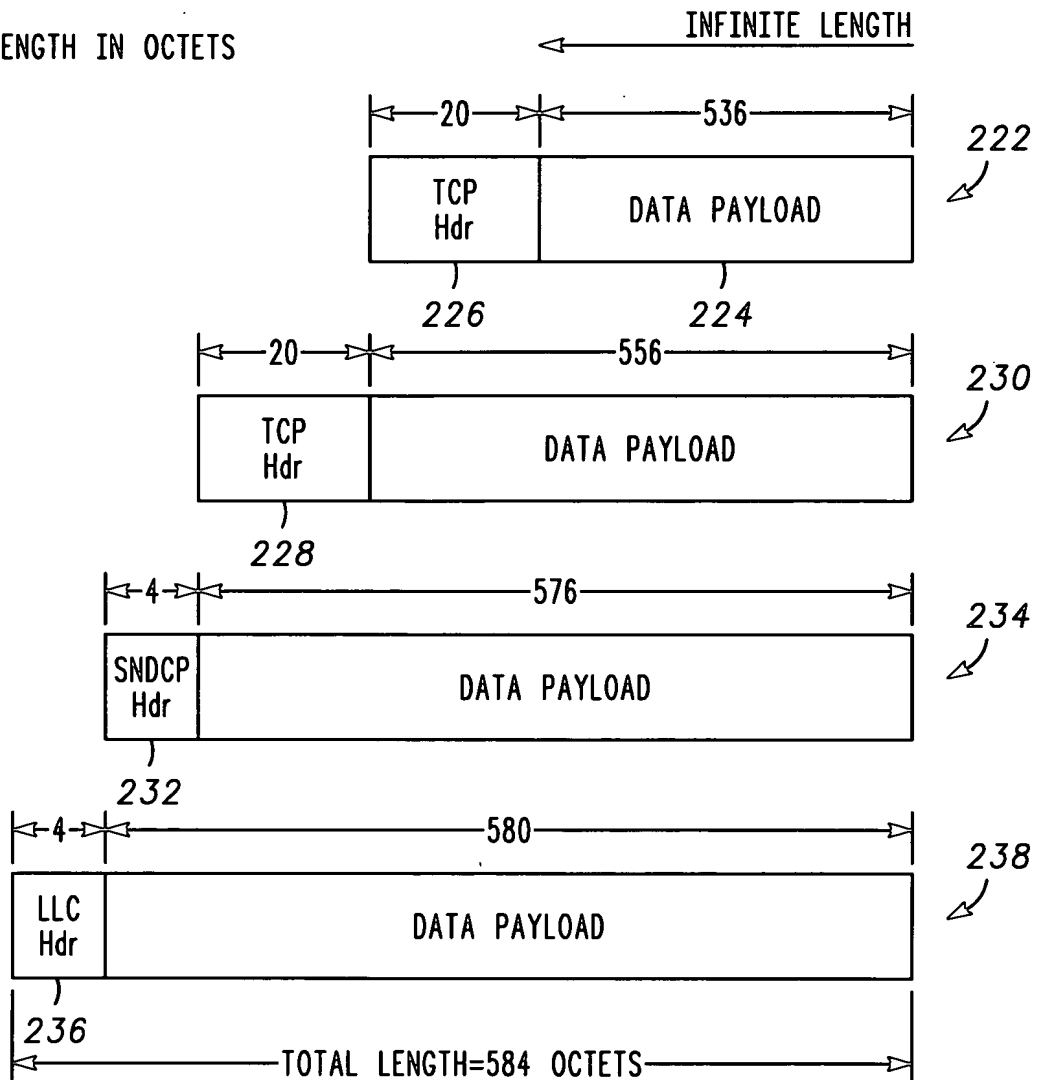 INFINITE LENGTH
ENGTH IN OCTETS
20 536
222
TCP
Hdr
DATA PAYLOAD
226 224
20 556
230
TCP
Hdr
DATA PAYLOAD
228
4 576
234
SNDCP
Hdr
DATA PAYLOAD
232
4 580
238
LLC
Hdr
DATA PAYLOAD
236
TOTAL LENGTH=584 OCTETS